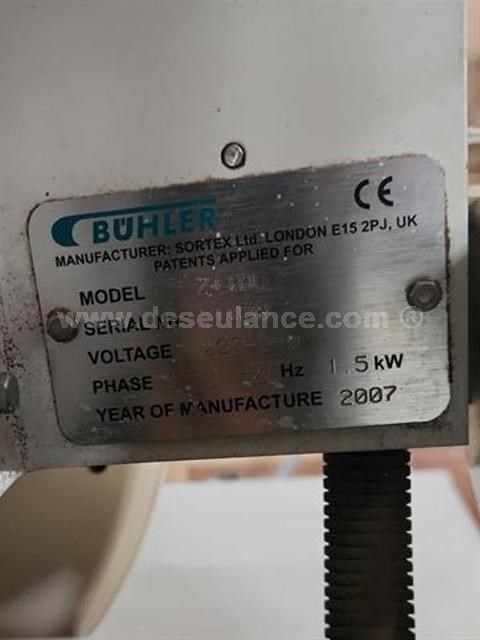 BÜHLER CE
MANUFACTURER: SORTEX Ltd. LONDON E15 2PJ, UK
PATENTS APPLIED FOR
MODEL
www.deseulance.com
VOLTAGE
PHASE Hz 1.5 kW
YEAR OF MANUFACTURE 2007